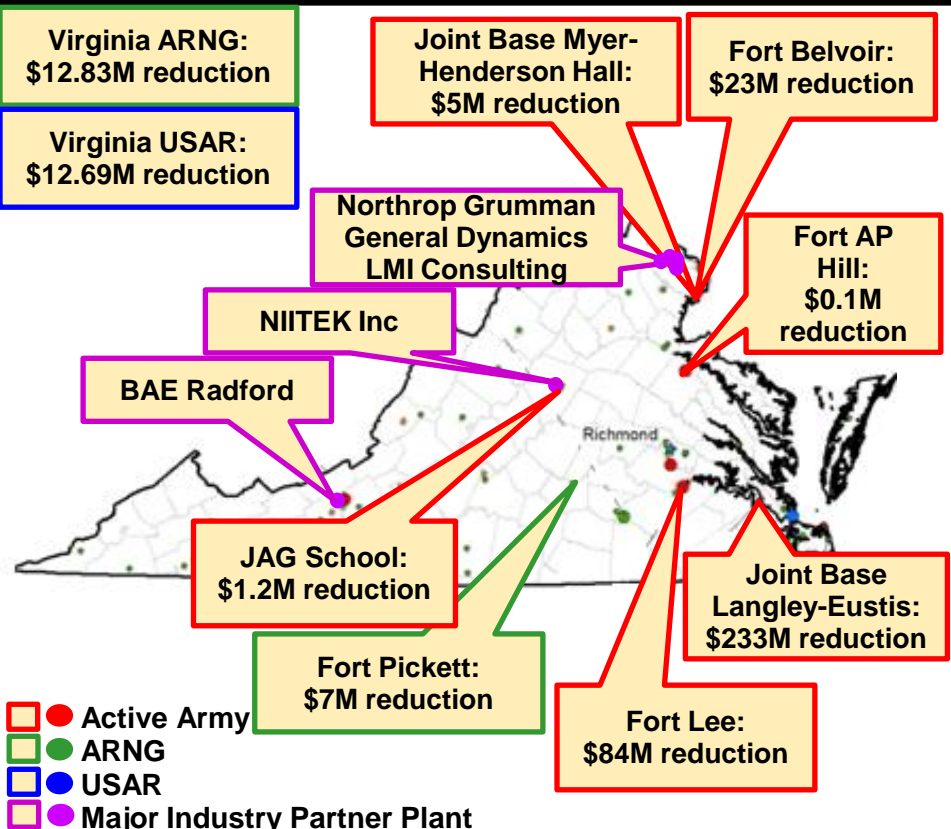 Virginia ARNG:
$12.83M reduction
Virginia USAR:
$12.69M reduction
Joint Base Myer-
Henderson Hall:
$5M reduction
Fort Belvoir:
$23M reduction
Northrop Grumman
General Dynamics
LMI Consulting
Fort AP
Hill:
$0.1M
reduction
NIITEK Inc
BAE Radford
Richmond
JAG School:
$1.2M reduction
Joint Base
Langley-Eustis:
$233M reduction
Fort Pickett:
$7M reduction
Fort Lee:
$84M reduction
Active Army
ARNG
USAR
Major Industry Partner Plant